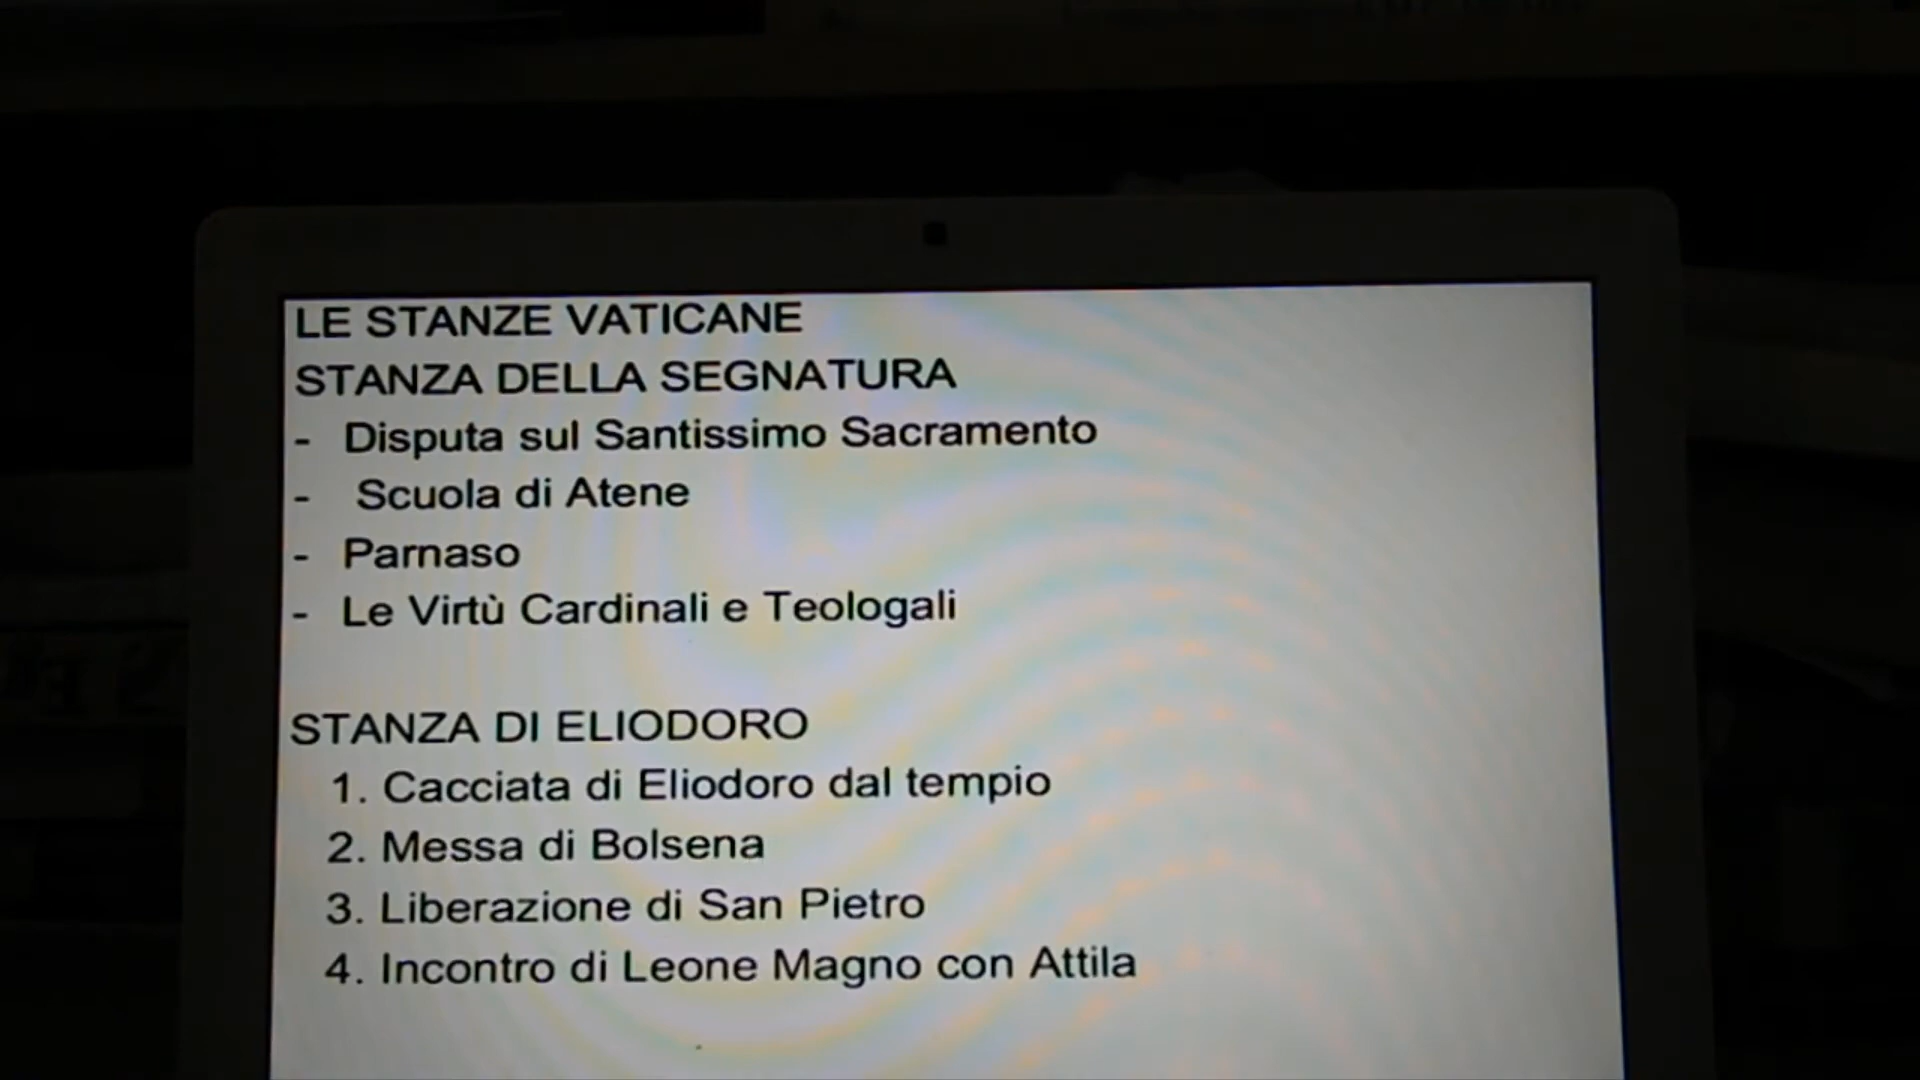 LE STANZE VATICANE
STANZA DELLA SEGNATURA
- Disputa sul Santissimo Sacramento
- Scuola di Atene
- Parnaso
- Le Virtù Cardinali e Teologali
STANZA DI ELIODORO
1. Cacciata di Eliodoro dal tempio
2. Messa di Bolsena
3. Liberazione di San Pietro
4. Incontro di Leone Magno con Attila